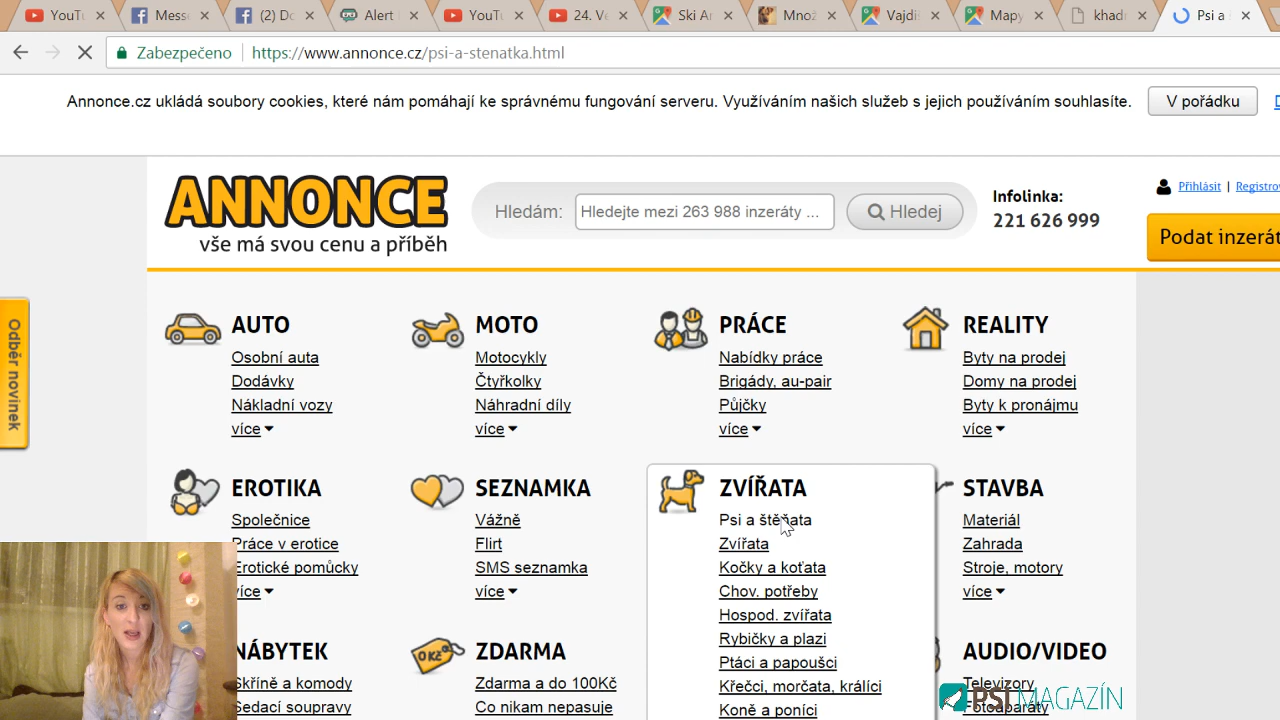 YouTu
Messe
(2) Do
Alert
YouTu
24. Ve
Ski Ar
Množ
Vajdi
Mapy
khadr
Psi a
Zabezpečeno
https://www.annonce.cz/psi-a-stenatka.html
Annonce.cz ukládá soubory cookies, které nám pomáhají ke správnému fungování serveru. Využíváním našich služeb s jejich používáním souhlasíte.
V pořádku
ANNONCE
vše má svou cenu a příběh
Hledám:
Hledejte mezi 263 988 inzeráty ...
Hledej
Infolinka:
221 626 999
Přihlásit | Registrov
Podat inzerát
Odběr novinek
AUTO
Osobní auta
Dodávky
Nákladní vozy
více
MOTO
Motocykly
Čtyřkolky
Náhradní díly
více
PRÁCE
Nabídky práce
Brigády, au-pair
Půjčky
více
REALITY
Byty na prodej
Domy na prodej
Byty k pronájmu
více
EROTIKA
Společnice
Práce v erotice
Erotické pomůcky
více
SEZNAMKA
Vážně
Flirt
SMS seznamka
více
ZVÍŘATA
Psi a štěňata
Zvířata
Kočky a koťata
Chov. potřeby
Hospod. zvířata
Rybičky a plazi
Ptáci a papoušci
Křečci, morčata, králíci
Koně a poníci
STAVBA
Materiál
Zahrada
Stroje, motory
více
NÁBYTEK
Skříně a komody
Sedací soupravy
ZDARMA
0 Kč
Zdarma a do 100Kč
Co nikam nepasuje
AUDIO/VIDEO
Televizory
Fotoaparáty
PSÍ MAGAZÍN